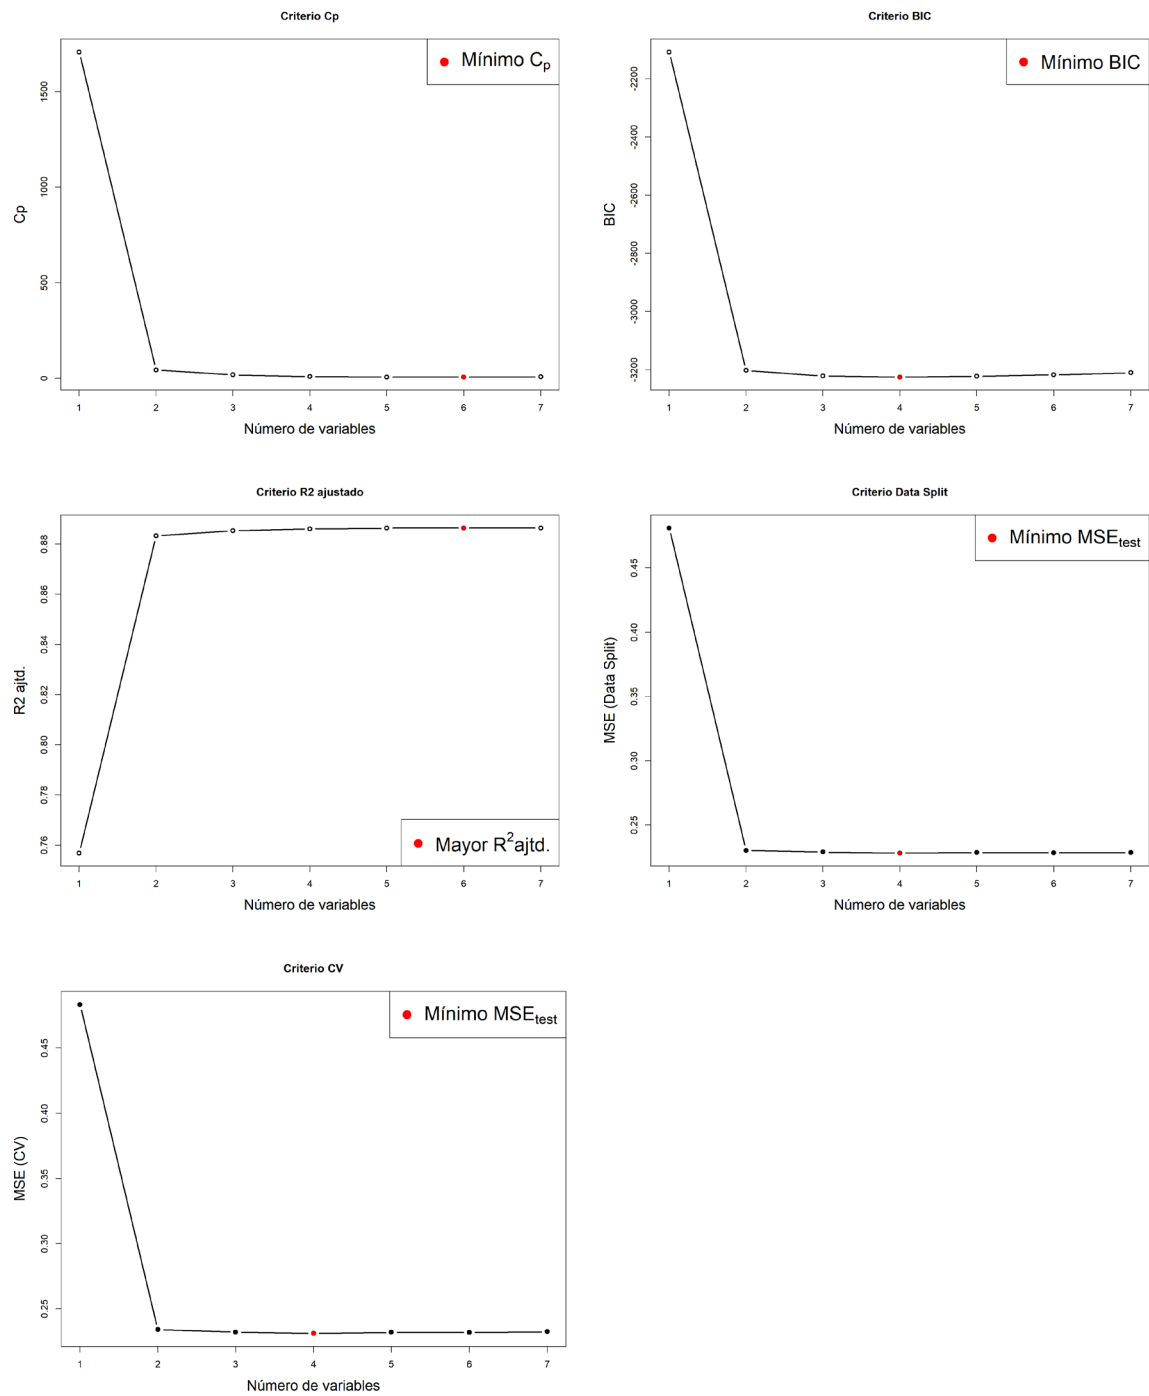 Criterio Cp
Mínimo Cp
Cp
1500
1000
500
0
1 2 3 4 5 6 7
Número de variables
Criterio BIC
Mínimo BIC
BIC
-2200
-2400
-2600
-2800
-3000
-3200
1 2 3 4 5 6 7
Número de variables
Criterio R2 ajustado
R2 ajtd.
0.88
0.86
0.84
0.82
0.80
0.78
0.76
Mayor R²ajtd.
1 2 3 4 5 6 7
Número de variables
Criterio Data Split
Mínimo MSEtest
MSE (Data Split)
0.45
0.40
0.35
0.30
0.25
1 2 3 4 5 6 7
Número de variables
Criterio CV
Mínimo MSEtest
MSE (CV)
0.45
0.40
0.35
0.30
0.25
1 2 3 4 5 6 7
Número de variables